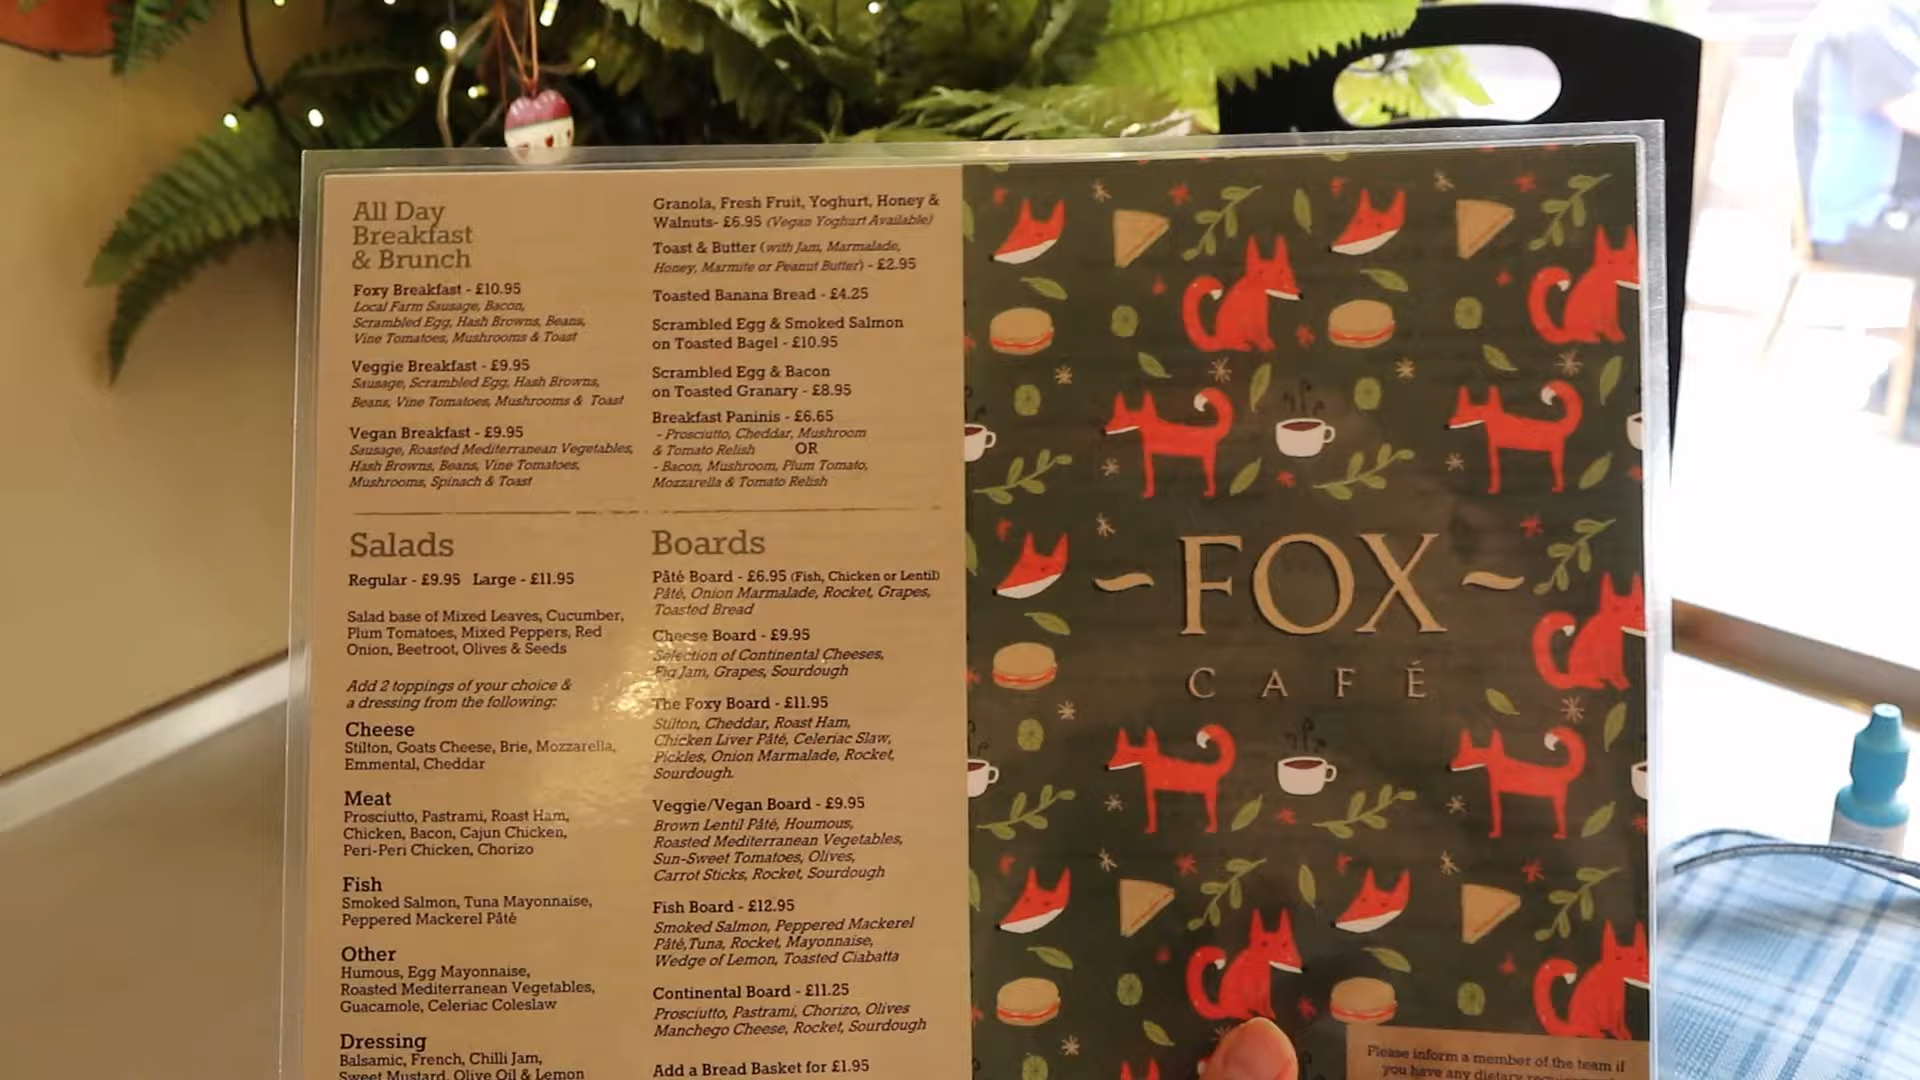 All Day
Breakfast
& Brunch
Foxy Breakfast - £10.95
Local Farm Sausage, Bacon,
Scrambled Egg, Hash Browns, Beans,
Vine Tomatoes, Mushrooms & Toast
Veggie Breakfast - £9.95
Sausage, Scrambled Egg, Hash Browns,
Beans, Vine Tomatoes, Mushrooms & Toast
Vegan Breakfast - £9.95
Sausage, Roasted Mediterranean Vegetables,
Hash Browns, Beans, Vine Tomatoes,
Mushrooms, Spinach & Toast
Granola, Fresh Fruit, Yoghurt, Honey &
Walnuts- £6.95 (Vegan Yoghurt Available)
Toast & Butter (with Jam, Marmalade,
Honey, Marmite or Peanut Butter) - £2.95
Toasted Banana Bread - £4.25
Scrambled Egg & Smoked Salmon
on Toasted Bagel - £10.95
Scrambled Egg & Bacon
on Toasted Granary - £8.95
Breakfast Paninis - £6.65
- Prosciutto, Cheddar, Mushroom
& Tomato Relish OR
- Bacon, Mushroom, Plum Tomato,
Mozzarella & Tomato Relish
Salads
Regular - £9.95 Large - £11.95
Salad base of Mixed Leaves, Cucumber,
Plum Tomatoes, Mixed Peppers, Red
Onion, Beetroot, Olives & Seeds
Add 2 toppings of your choice &
a dressing from the following:
Cheese
Stilton, Goats Cheese, Brie, Mozzarella,
Emmental, Cheddar
Meat
Prosciutto, Pastrami, Roast Ham,
Chicken, Bacon, Cajun Chicken,
Peri-Peri Chicken, Chorizo
Fish
Smoked Salmon, Tuna Mayonnaise,
Peppered Mackerel Pâté
Other
Humous, Egg Mayonnaise,
Roasted Mediterranean Vegetables,
Guacamole, Celeriac Coleslaw
Dressing
Balsamic, French, Chilli Jam,
Sweet Mustard, Olive Oil & Lemon
Boards
Pâté Board - £6.95 (Fish, Chicken or Lentil)
Pâté, Onion Marmalade, Rocket, Grapes,
Toasted Bread
Cheese Board - £9.95
Selection of Continental Cheeses,
Fig Jam, Grapes, Sourdough
The Foxy Board - £11.95
Stilton, Cheddar, Roast Ham,
Chicken Liver Pâté, Celeriac Slaw,
Pickles, Onion Marmalade, Rocket,
Sourdough.
Veggie/Vegan Board - £9.95
Brown Lentil Pâté, Houmous,
Roasted Mediterranean Vegetables,
Sun-Sweet Tomatoes, Olives,
Carrot Sticks, Rocket, Sourdough
Fish Board - £12.95
Smoked Salmon, Peppered Mackerel
Pâté,Tuna, Rocket, Mayonnaise,
Wedge of Lemon, Toasted Ciabatta
Continental Board - £11.25
Prosciutto, Pastrami, Chorizo, Olives
Manchego Cheese, Rocket, Sourdough
Add a Bread Basket for £1.95
~FOX~
CAFÉ
Please inform a member of the team if
you have any dietary